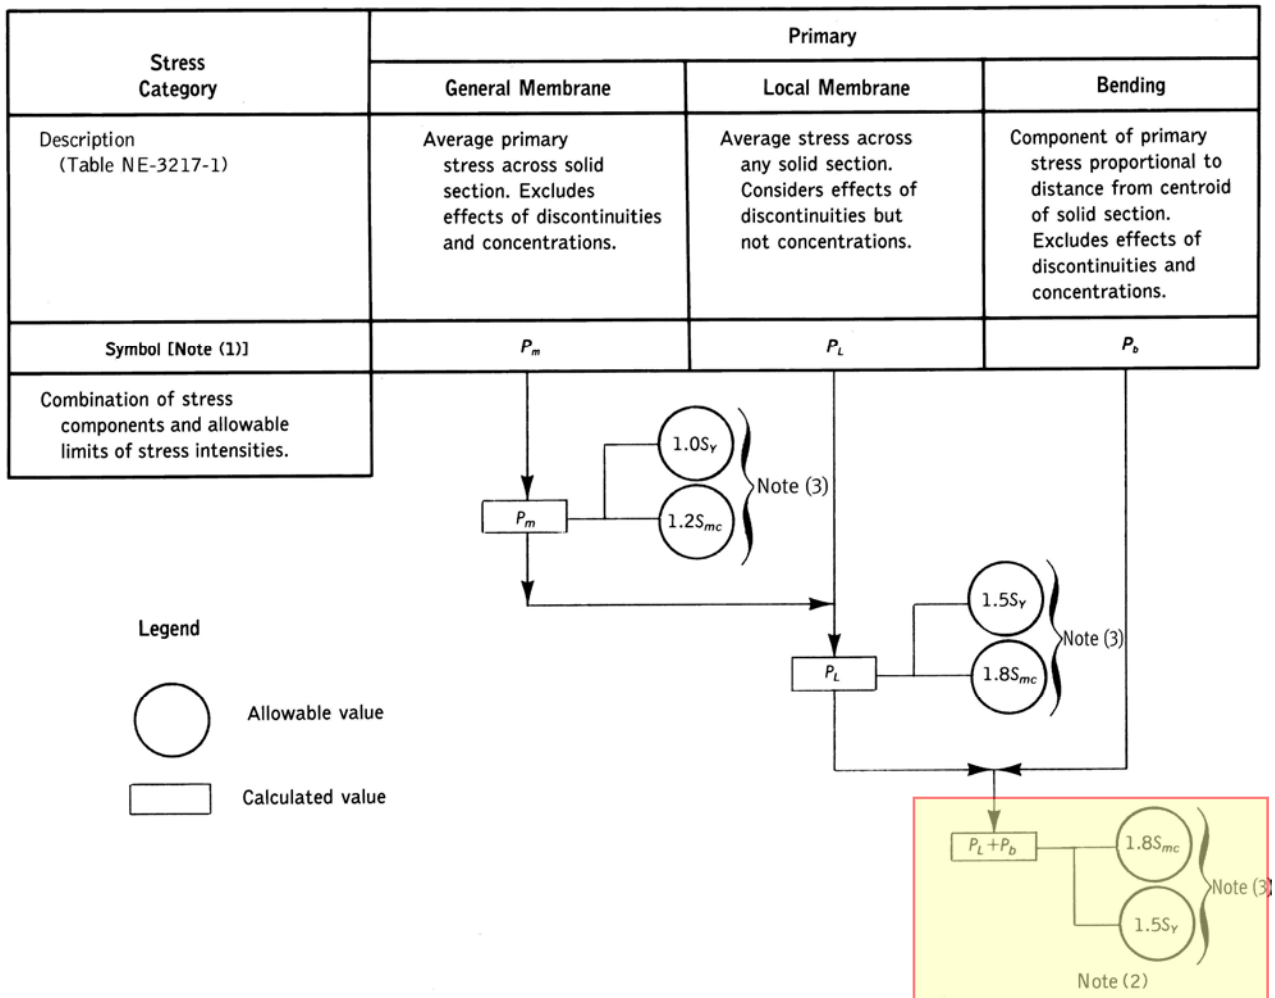 Stress
Category
Primary
General Membrane
Local Membrane
Bending
Description
(Table NE-3217-1)
Average primary
stress across solid
section. Excludes
effects of discontinuities
and concentrations.
Average stress across
any solid section.
Considers effects of
discontinuities but
not concentrations.
Component of primary
stress proportional to
distance from centroid
of solid section.
Excludes effects of
discontinuities and
concentrations.
Symbol [Note (1)]
Pm
PL
Pb
Combination of stress
components and allowable
limits of stress intensities.
1.0SY
Pm
1.2Smc
Note (3)
1.5SY
PL
1.8Smc
Note (3)
Legend
Allowable value
Calculated value
PL+Pb
1.8Smc
1.5SY
Note (3)
Note (2)